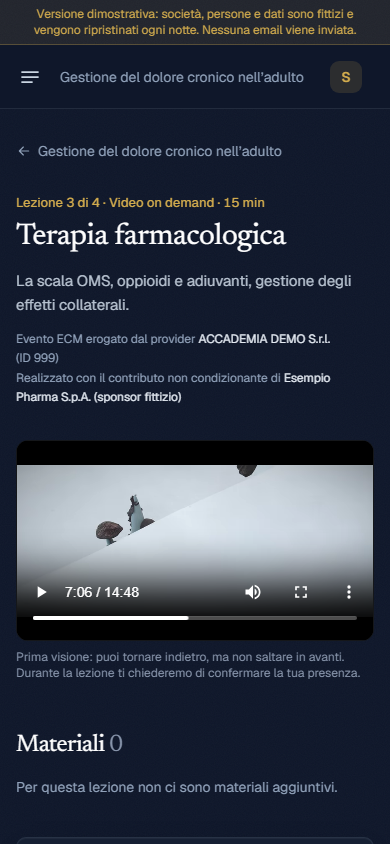 Versione dimostrativa: società, persone e dati sono fittizi e
vengono ripristinati ogni notte. Nessuna email viene inviata.
Gestione del dolore cronico nell'adulto
S
← Gestione del dolore cronico nell'adulto
Lezione 3 di 4 · Video on demand · 15 min
Terapia farmacologica
La scala OMS, oppioidi e adiuvanti, gestione degli
effetti collaterali.
Evento ECM erogato dal provider ACCADEMIA DEMO S.r.l.
(ID 999)
Realizzato con il contributo non condizionante di Esempio
Pharma S.p.A. (sponsor fittizio)
7:06 / 14:48
Prima visione: puoi tornare indietro, ma non saltare in avanti.
Durante la lezione ti chiederemo di confermare la tua presenza.
Materiali 0
Per questa lezione non ci sono materiali aggiuntivi.